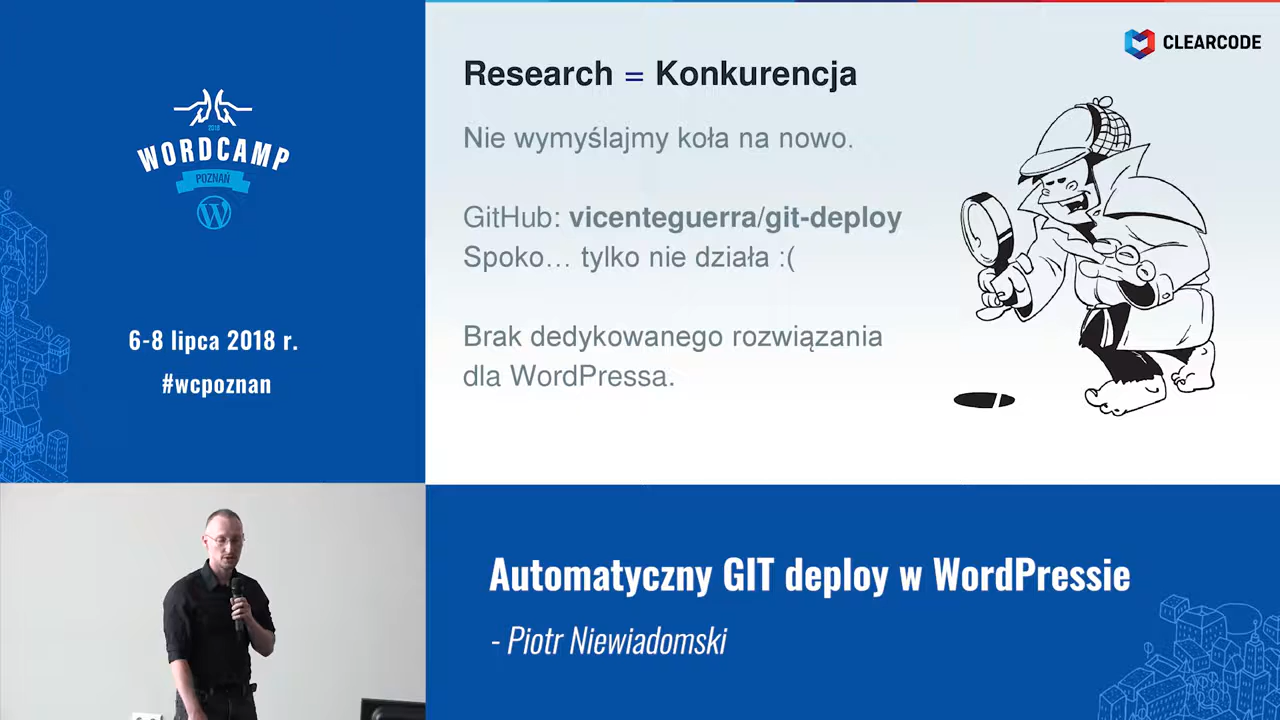 2018
WORDCAMP
POZNAŃ
6-8 lipca 2018 r.
#wcpoznan
CLEARCODE
Research = Konkurencja
Nie wymyślajmy koła na nowo.
GitHub: vicenteguerra/git-deploy
Spoko… tylko nie działa :(
Brak dedykowanego rozwiązania
dla WordPressa.
Automatyczny GIT deploy w WordPressie
- Piotr Niewiadomski